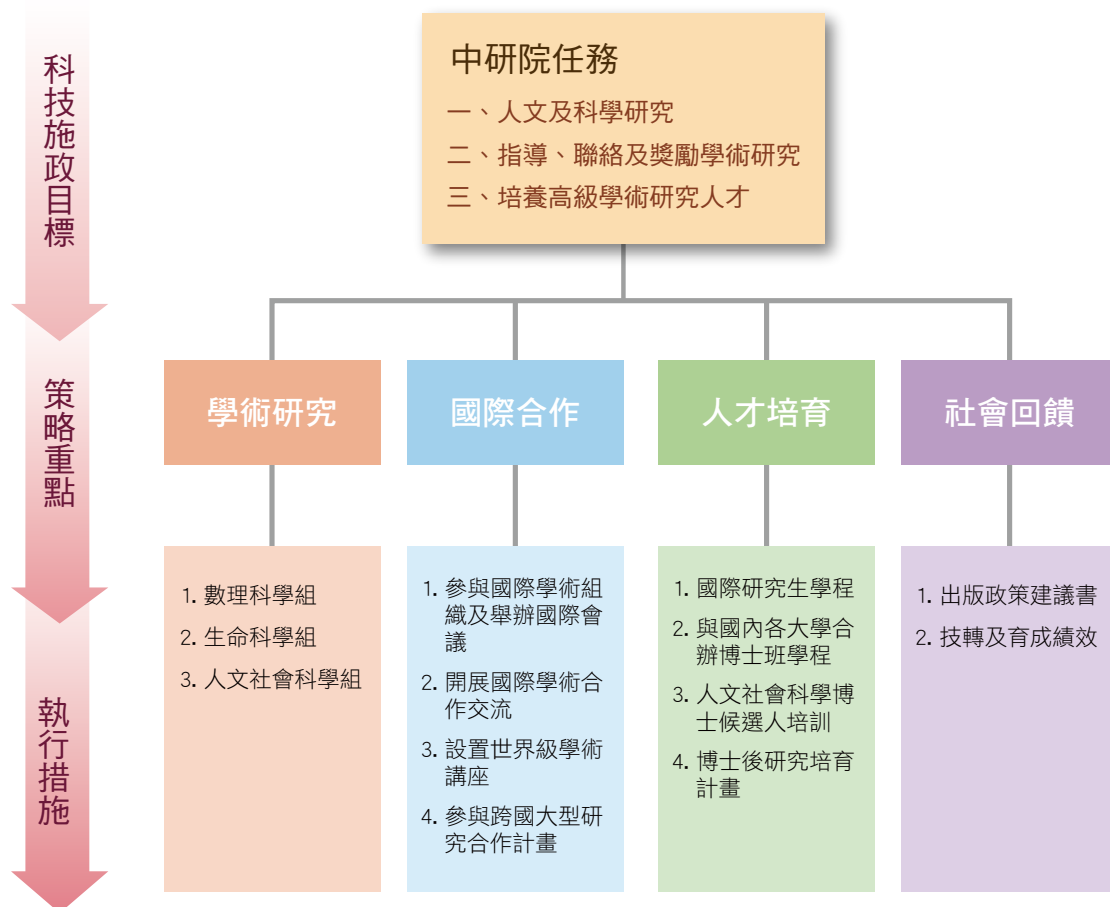 科技施政目標
中研院任務
一、人文及科學研究
二、指導、聯絡及獎勵學術研究
三、培養高級學術研究人才
策略重點
學術研究
國際合作
人才培育
社會回饋
執行措施
1. 數理科學組
2. 生命科學組
3. 人文社會科學組
1. 參與國際學術組
織及舉辦國際會
議
2. 開展國際學術合
作交流
3. 設置世界級學術
講座
4. 參與跨國大型研
究合作計畫
1. 國際研究生學程
2. 與國內各大學合
辦博士班學程
3. 人文社會科學博
士候選人培訓
4. 博士後研究培育
計畫
1. 出版政策建議書
2. 技轉及育成績效